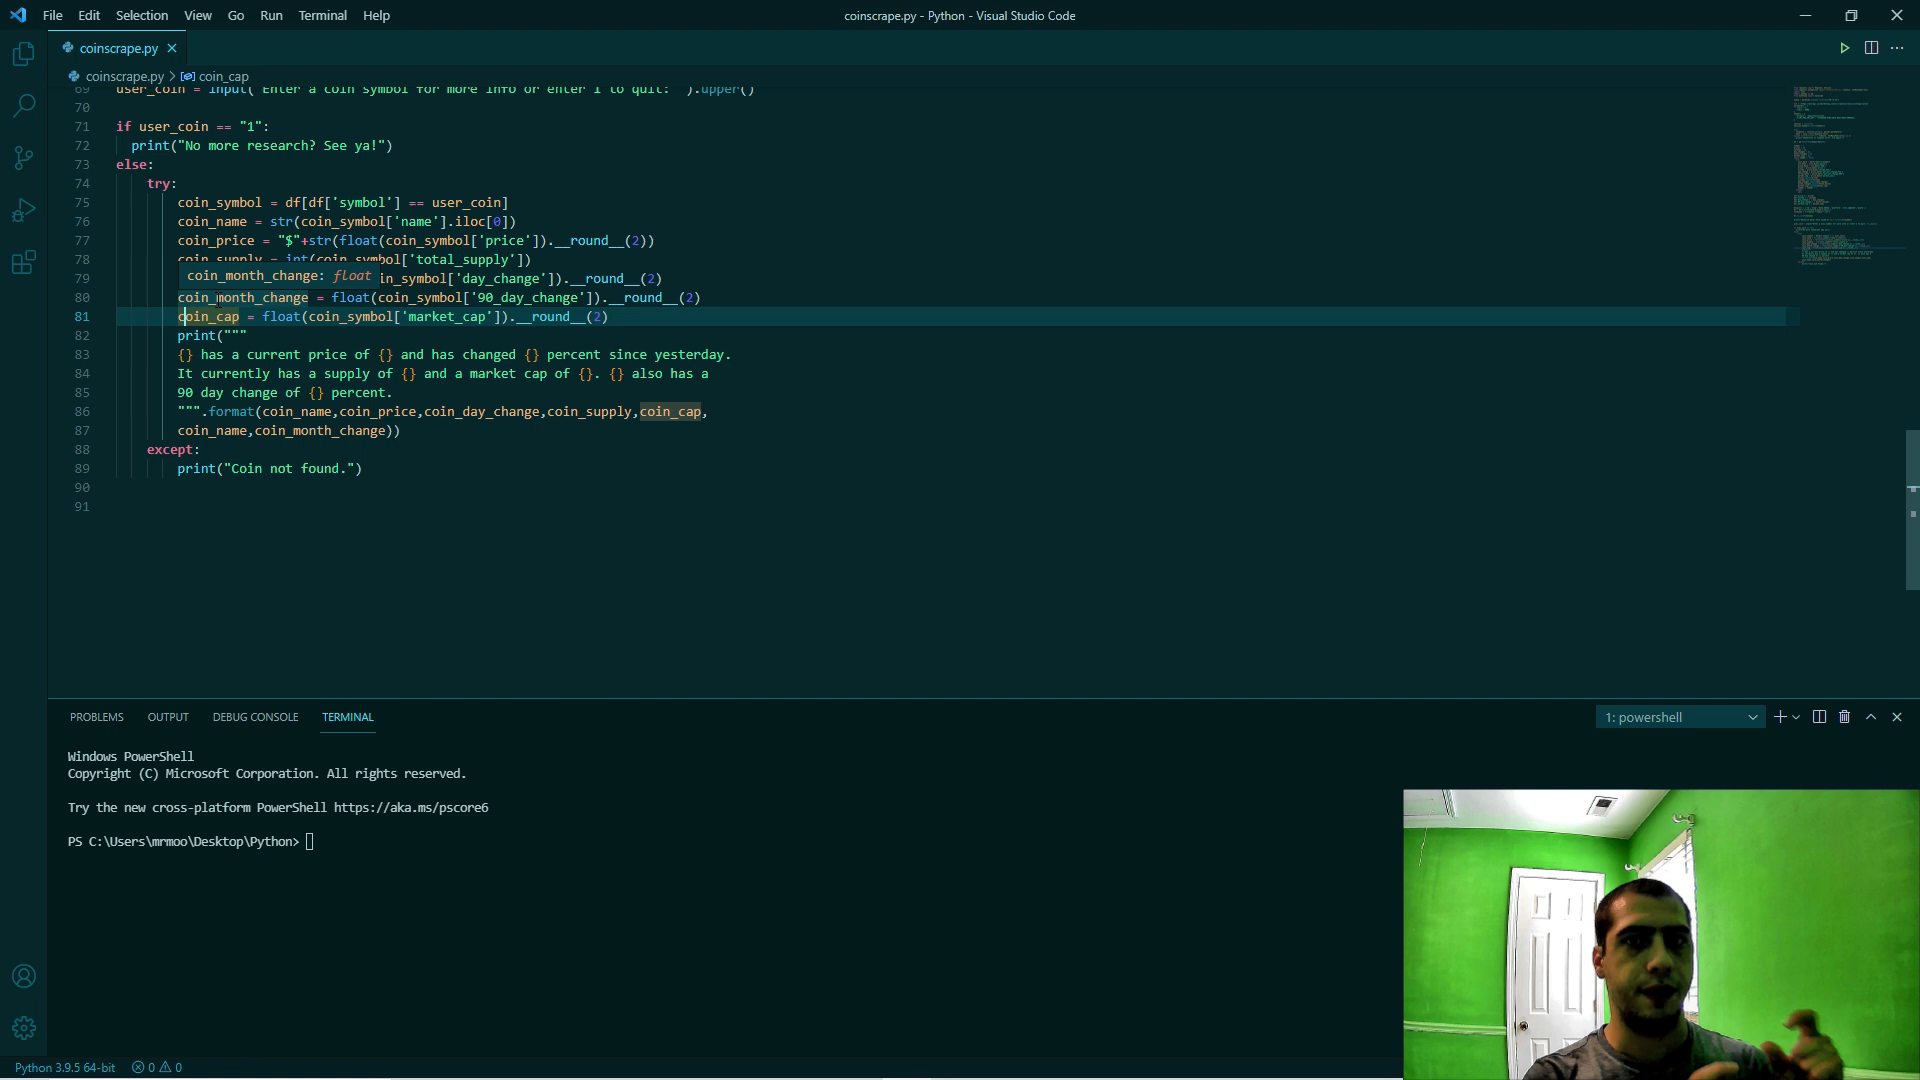 File Edit Selection View Go Run Terminal Help
coinscrape.py - Python - Visual Studio Code
coinscrape.py
coinscrape.py > coin_cap
69 user_coin = input("Enter a coin symbol for more info or enter 1 to quit: ").upper()
70
71 if user_coin == "1":
72 print("No more research? See ya!")
73 else:
74 try:
75 coin_symbol = df[df['symbol'] == user_coin]
76 coin_name = str(coin_symbol['name'].iloc[0])
77 coin_price = "$"+str(float(coin_symbol['price']).__round__(2))
78 coin_supply = int(coin_symbol['total_supply'])
coin_month_change: float
79 in_symbol['day_change']).__round__(2)
80 coin_month_change = float(coin_symbol['90_day_change']).__round__(2)
81 coin_cap = float(coin_symbol['market_cap']).__round__(2)
82 print("""
83 {} has a current price of {} and has changed {} percent since yesterday.
84 It currently has a supply of {} and a market cap of {}. {} also has a
85 90 day change of {} percent.
86 """.format(coin_name,coin_price,coin_day_change,coin_supply,coin_cap,
87 coin_name,coin_month_change))
88 except:
89 print("Coin not found.")
90
91
PROBLEMS OUTPUT DEBUG CONSOLE TERMINAL
1: powershell
Windows PowerShell
Copyright (C) Microsoft Corporation. All rights reserved.
Try the new cross-platform PowerShell https://aka.ms/pscore6
PS C:\Users\mrmoo\Desktop\Python>
Python 3.9.5 64-bit 0 0